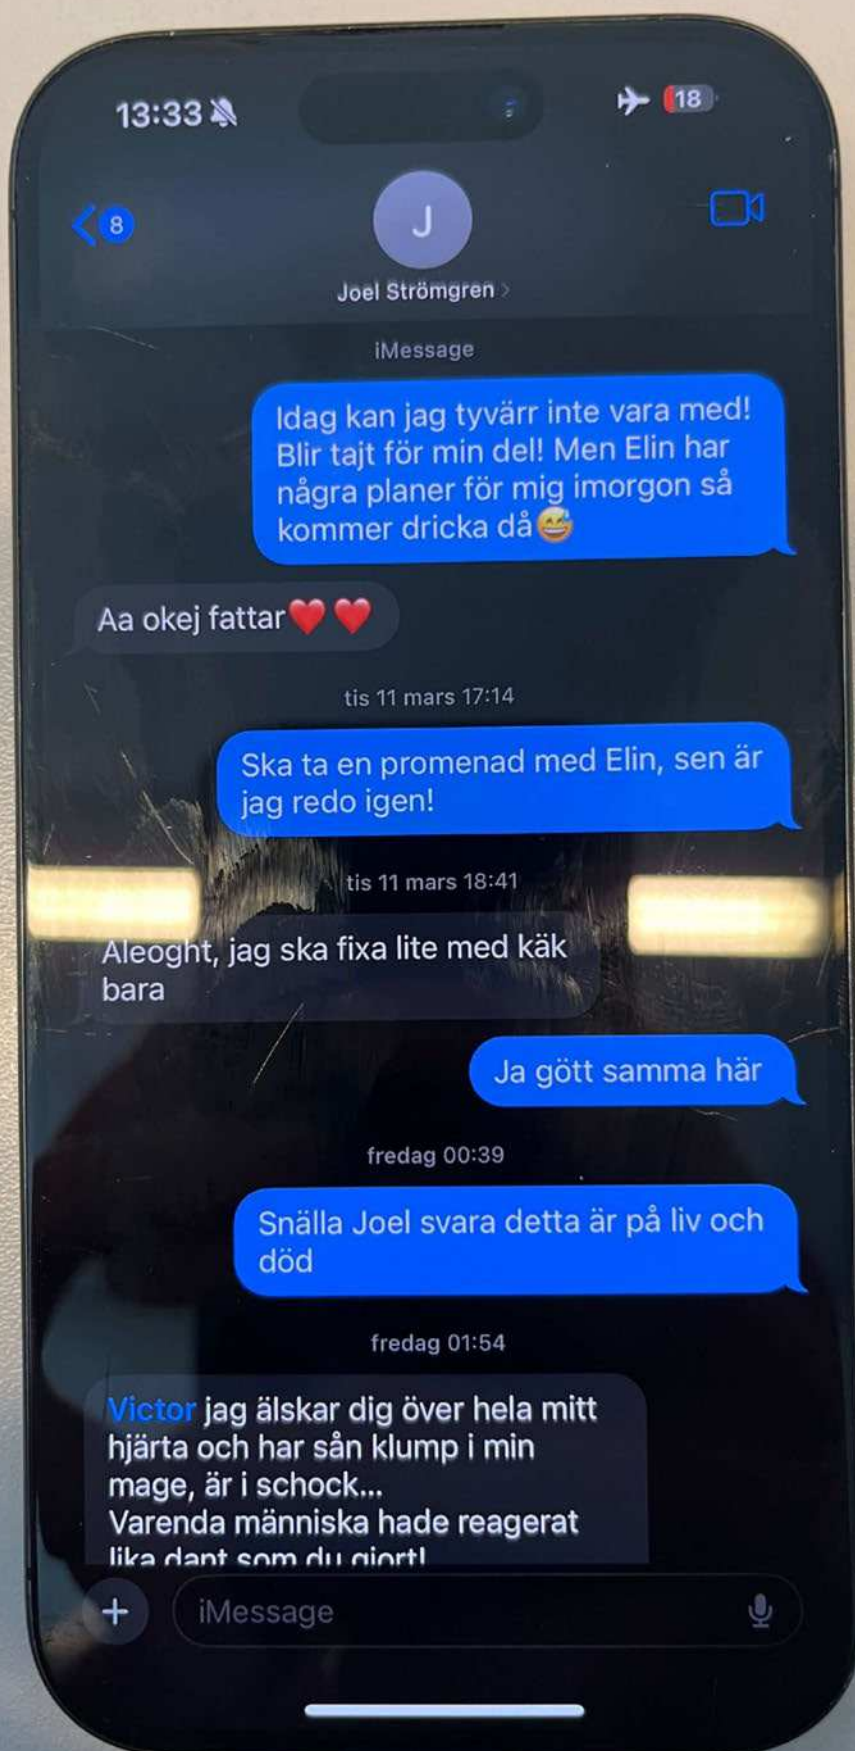 13:33
18
8
J
Joel Strömgren
iMessage
Idag kan jag tyvärr inte vara med!
Blir tajt för min del! Men Elin har
några planer för mig imorgon så
kommer dricka då😅
Aa okej fattar❤️❤️
tis 11 mars 17:14
Ska ta en promenad med Elin, sen är
jag redo igen!
tis 11 mars 18:41
Aleoght, jag ska fixa lite med käk
bara
Ja gött samma här
fredag 00:39
Snälla Joel svara detta är på liv och
död
fredag 01:54
Victor jag älskar dig över hela mitt
hjärta och har sån klump i min
mage, är i schock...
Varenda människa hade reagerat
lika dant som du gjort!
iMessage